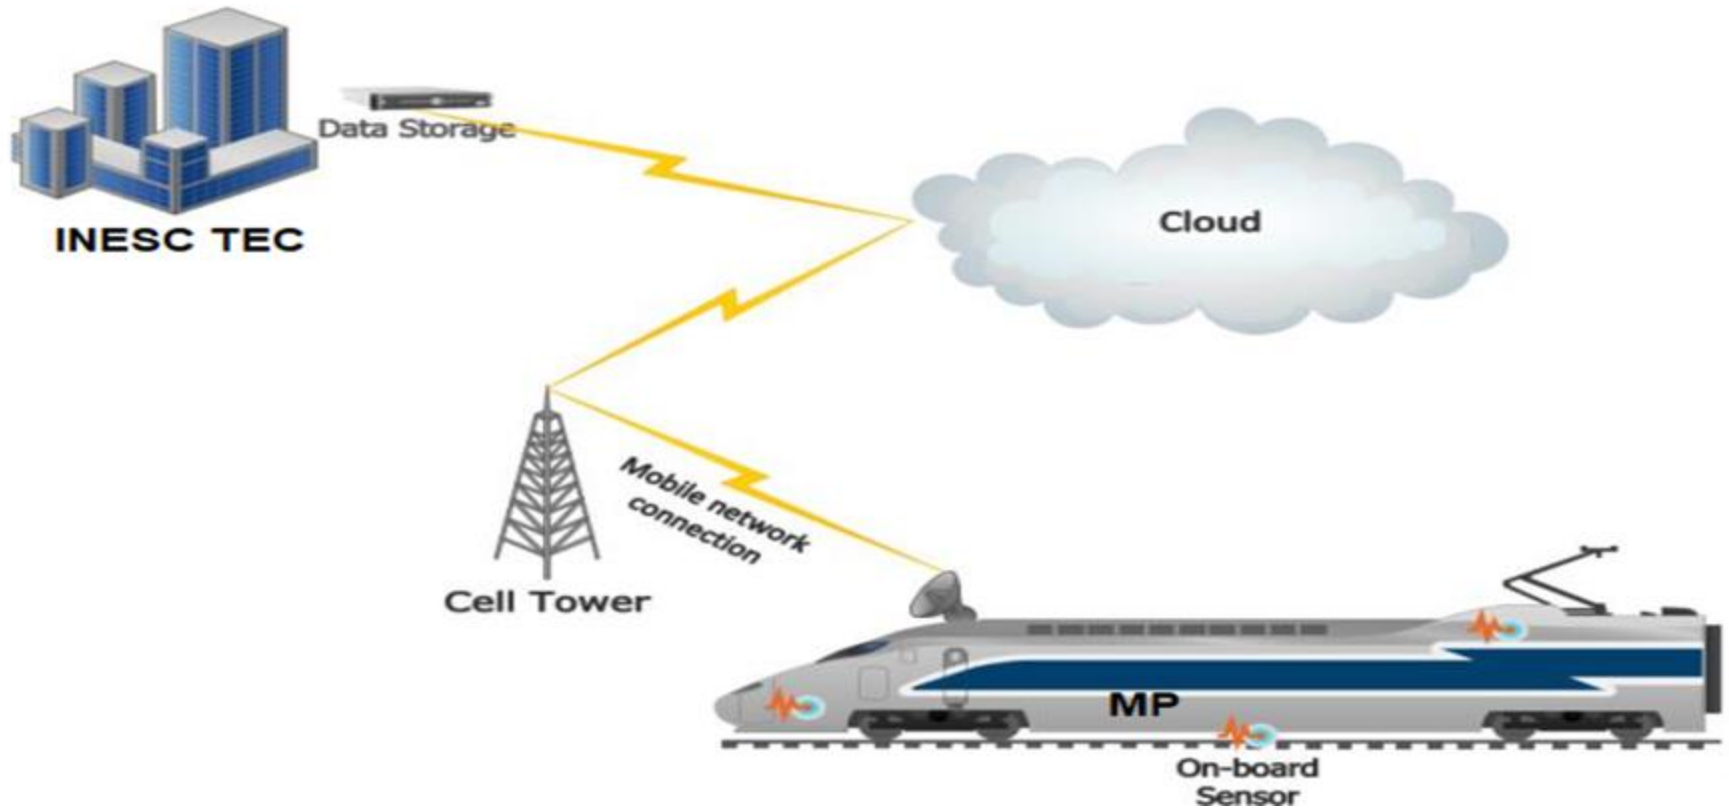 Data Storage
INESC TEC
Cloud
Mobile network
connection
Cell Tower
MP
On-board
Sensor